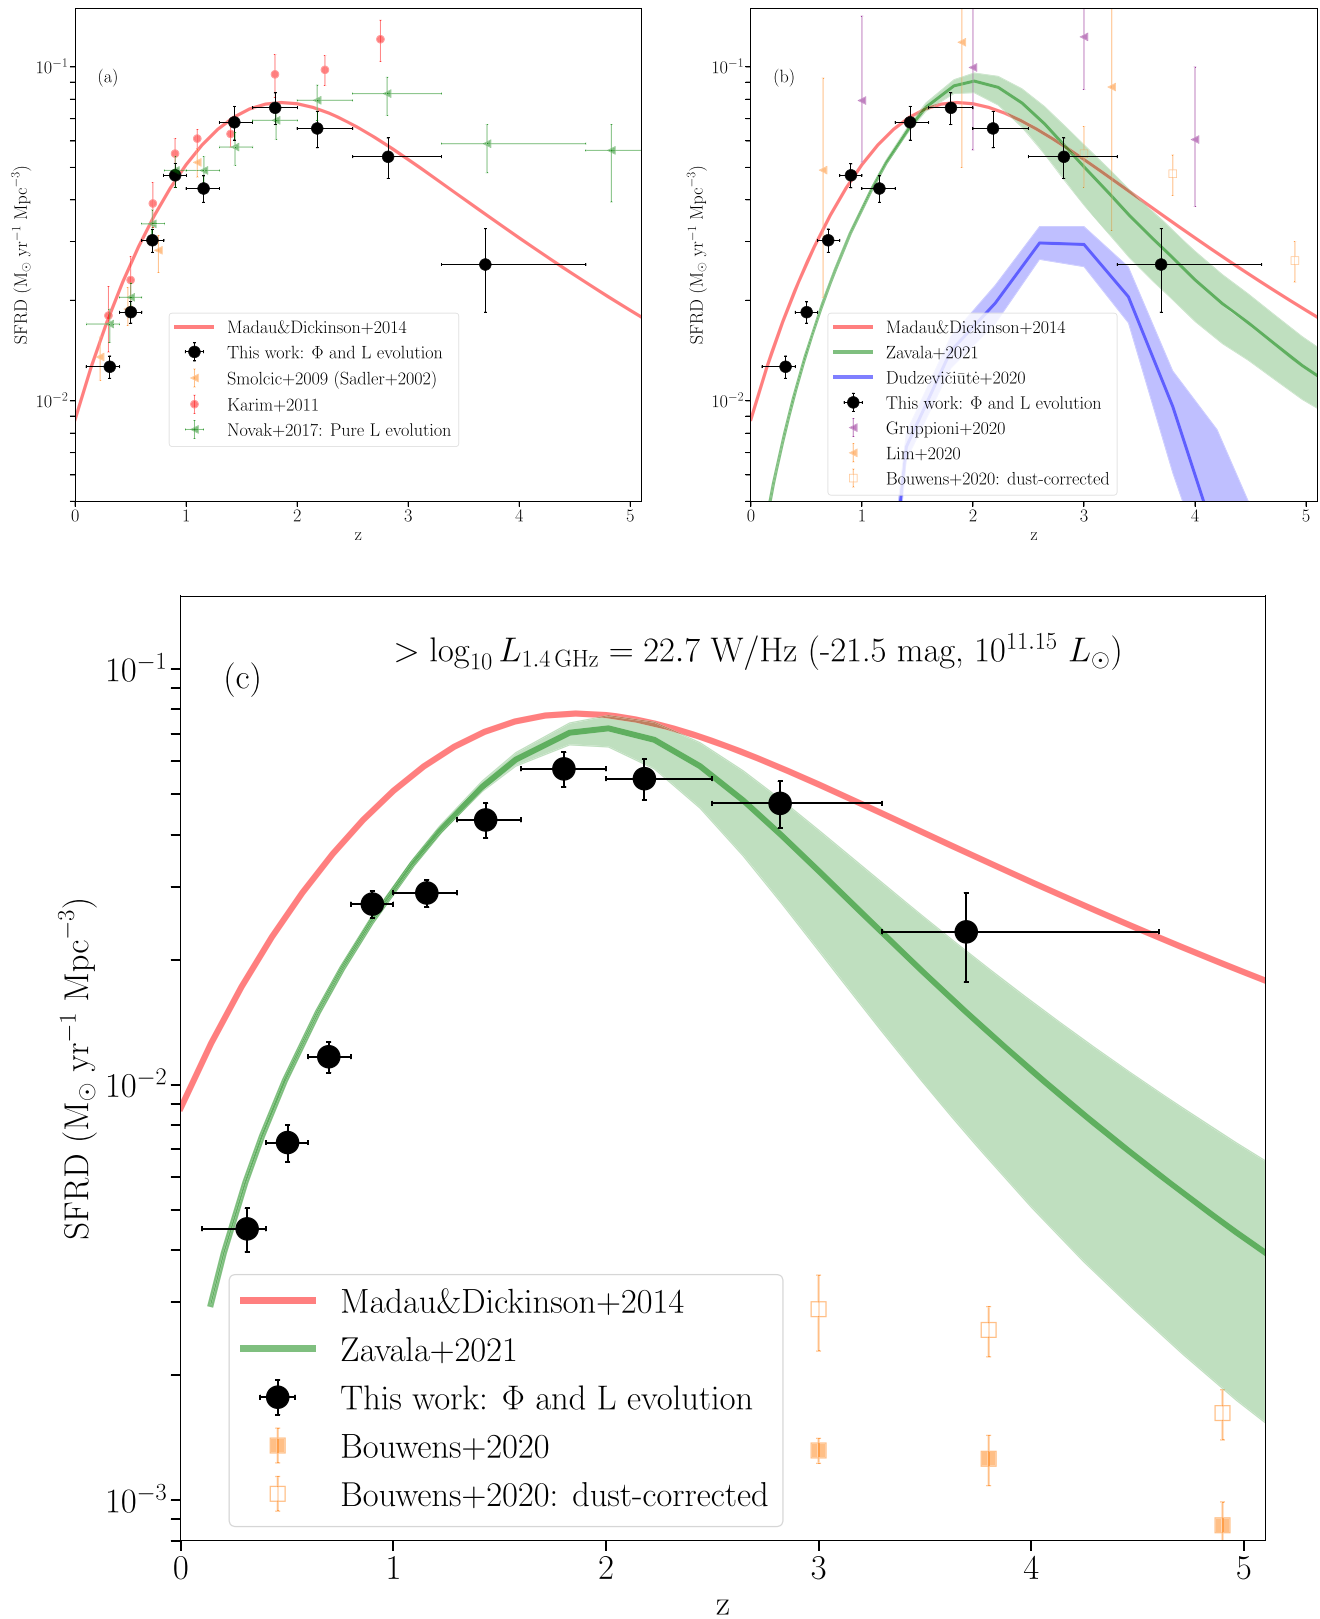 10⁻¹
10⁻²
SFRD (M⊙ yr⁻¹ Mpc⁻³)
(a)
Madau&Dickinson+2014
This work: Φ and L evolution
Smolcic+2009 (Sadler+2002)
Karim+2011
Novak+2017: Pure L evolution
0 1 2 3 4 5
z
10⁻¹
10⁻²
SFRD (M⊙ yr⁻¹ Mpc⁻³)
(b)
Madau&Dickinson+2014
Zavala+2021
Dudzevičiūtė+2020
This work: Φ and L evolution
Gruppioni+2020
Lim+2020
Bouwens+2020: dust-corrected
0 1 2 3 4 5
z
> log₁₀ L₁.₄ GHz = 22.7 W/Hz (-21.5 mag, 10¹¹·¹⁵ L⊙)
(c)
10⁻¹
10⁻²
10⁻³
SFRD (M⊙ yr⁻¹ Mpc⁻³)
Madau&Dickinson+2014
Zavala+2021
This work: Φ and L evolution
Bouwens+2020
Bouwens+2020: dust-corrected
0 1 2 3 4 5
z